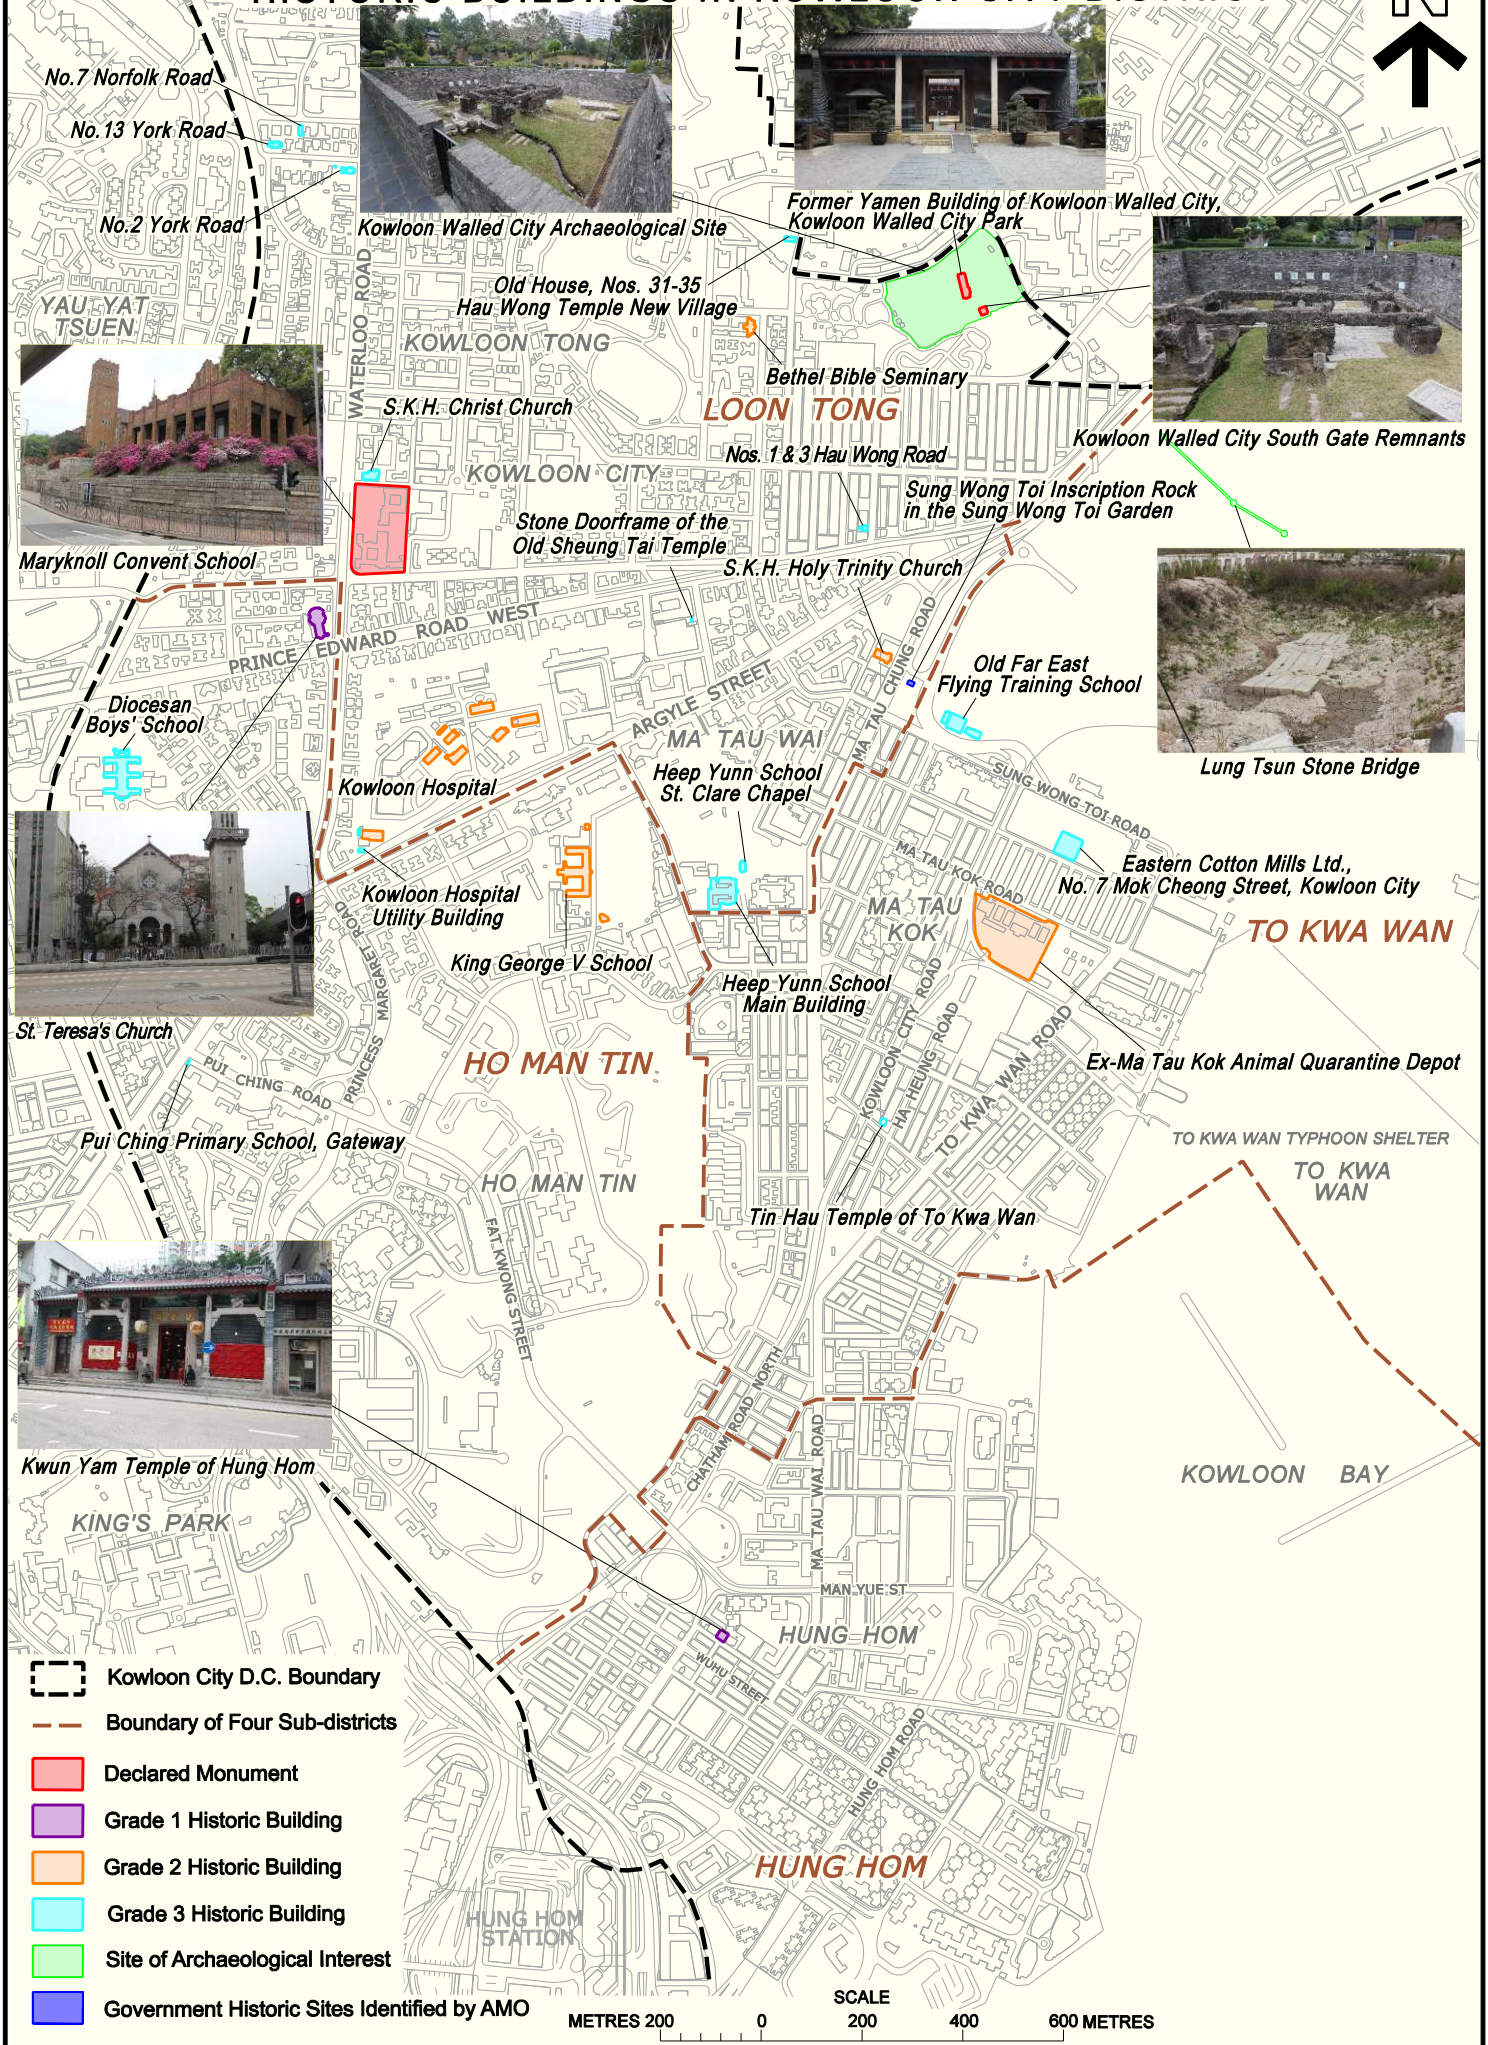 HISTORIC BUILDINGS IN KOWLOON CITY DISTRICT
N
No.7 Norfolk Road
No.13 York Road
No.2 York Road
Kowloon Walled City Archaeological Site
Former Yamen Building of Kowloon Walled City,
Kowloon Walled City Park
Old House, Nos. 31-35
Hau Wong Temple New Village
YAU YAT
TSUEN
WATERLOO ROAD
KOWLOON TONG
Bethel Bible Seminary
LOON TONG
S.K.H. Christ Church
Kowloon Walled City South Gate Remnants
KOWLOON CITY
Nos. 1 & 3 Hau Wong Road
Sung Wong Toi Inscription Rock
in the Sung Wong Toi Garden
Stone Doorframe of the
Old Sheung Tai Temple
Maryknoll Convent School
S.K.H. Holy Trinity Church
PRINCE EDWARD ROAD WEST
MA TAU CHUNG ROAD
Old Far East
Flying Training School
Diocesan
Boys' School
ARGYLE STREET
MA TAU WAI
Lung Tsun Stone Bridge
Kowloon Hospital
Heep Yunn School
St. Clare Chapel
SUNG WONG TOI ROAD
MA TAU KOK ROAD
Eastern Cotton Mills Ltd.,
No. 7 Mok Cheong Street, Kowloon City
Kowloon Hospital
Utility Building
MA TAU
KOK
TO KWA WAN
King George V School
Heep Yunn School
Main Building
PRINCESS MARGARET ROAD
St. Teresa's Church
KOWLOON CITY ROAD
HA HEUNG ROAD
TO KWA WAN ROAD
HO MAN TIN
Ex-Ma Tau Kok Animal Quarantine Depot
PUI CHING ROAD
Pui Ching Primary School, Gateway
TO KWA WAN TYPHOON SHELTER
HO MAN TIN
TO KWA
WAN
Tin Hau Temple of To Kwa Wan
FAT KWONG STREET
CHATHAM ROAD NORTH
MA TAU WAI ROAD
Kwun Yam Temple of Hung Hom
KOWLOON BAY
KING'S PARK
MAN YUE ST
HUNG HOM
WUHU STREET
HUNG HOM ROAD
HUNG HOM
HUNG HOM
STATION
Kowloon City D.C. Boundary
Boundary of Four Sub-districts
Declared Monument
Grade 1 Historic Building
Grade 2 Historic Building
Grade 3 Historic Building
Site of Archaeological Interest
Government Historic Sites Identified by AMO
SCALE
METRES 200 0 200 400 600 METRES